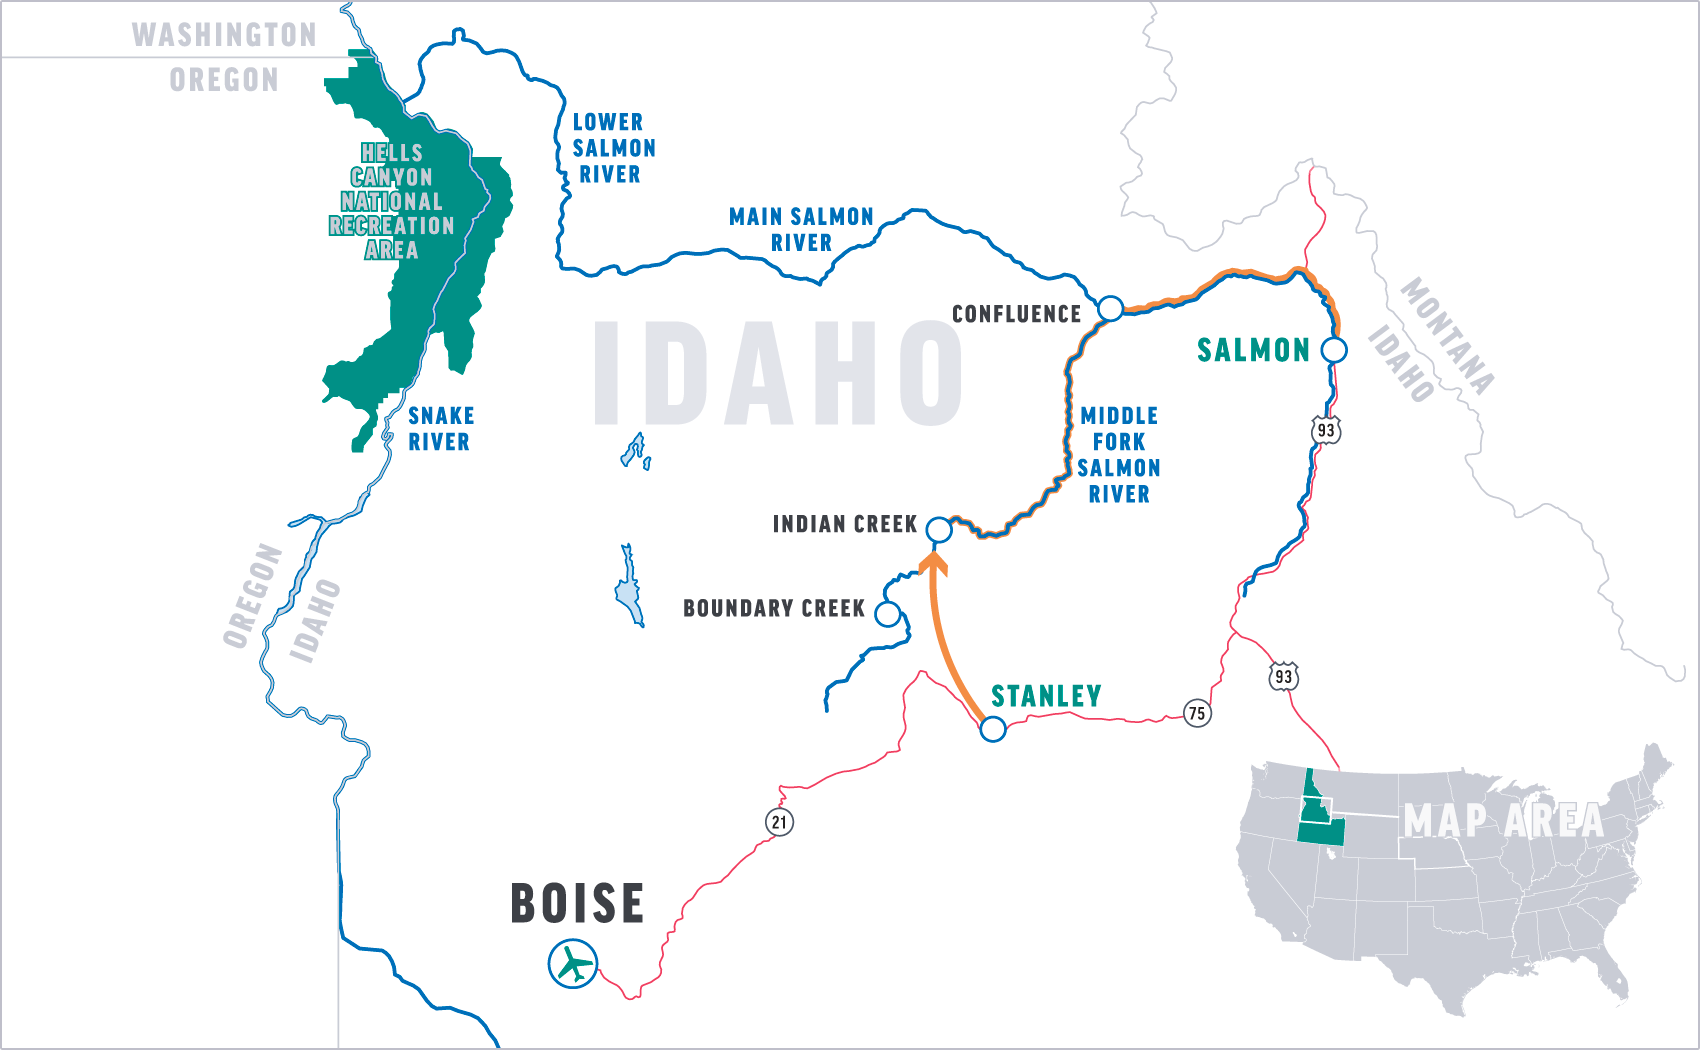 WASHINGTON
OREGON
HELLS
CANYON
NATIONAL
RECREATION
AREA
LOWER
SALMON
RIVER
MAIN SALMON
RIVER
CONFLUENCE
IDAHO
SALMON
MONTANA
IDAHO
SNAKE
RIVER
MIDDLE
FORK
SALMON
RIVER
93
INDIAN CREEK
OREGON
IDAHO
BOUNDARY CREEK
STANLEY
93
75
21
MAP AREA
BOISE